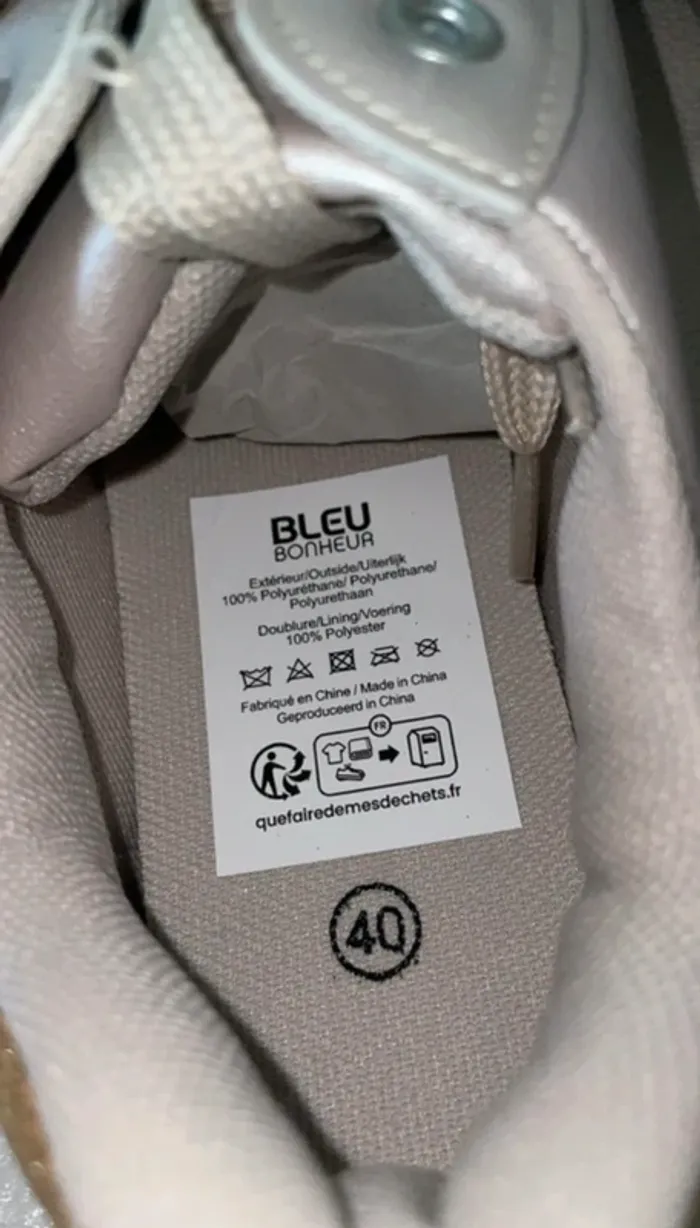 BLEU
BONHEUR
Extérieur/Outside/Uiterlijk
100% Polyuréthane/ Polyurethane/
Polyurethaan
Doublure/Lining/Voering
100% Polyester
Fabriqué en Chine / Made in China
Geproduceerd in China
FR
quefairedemesdechets.fr
40